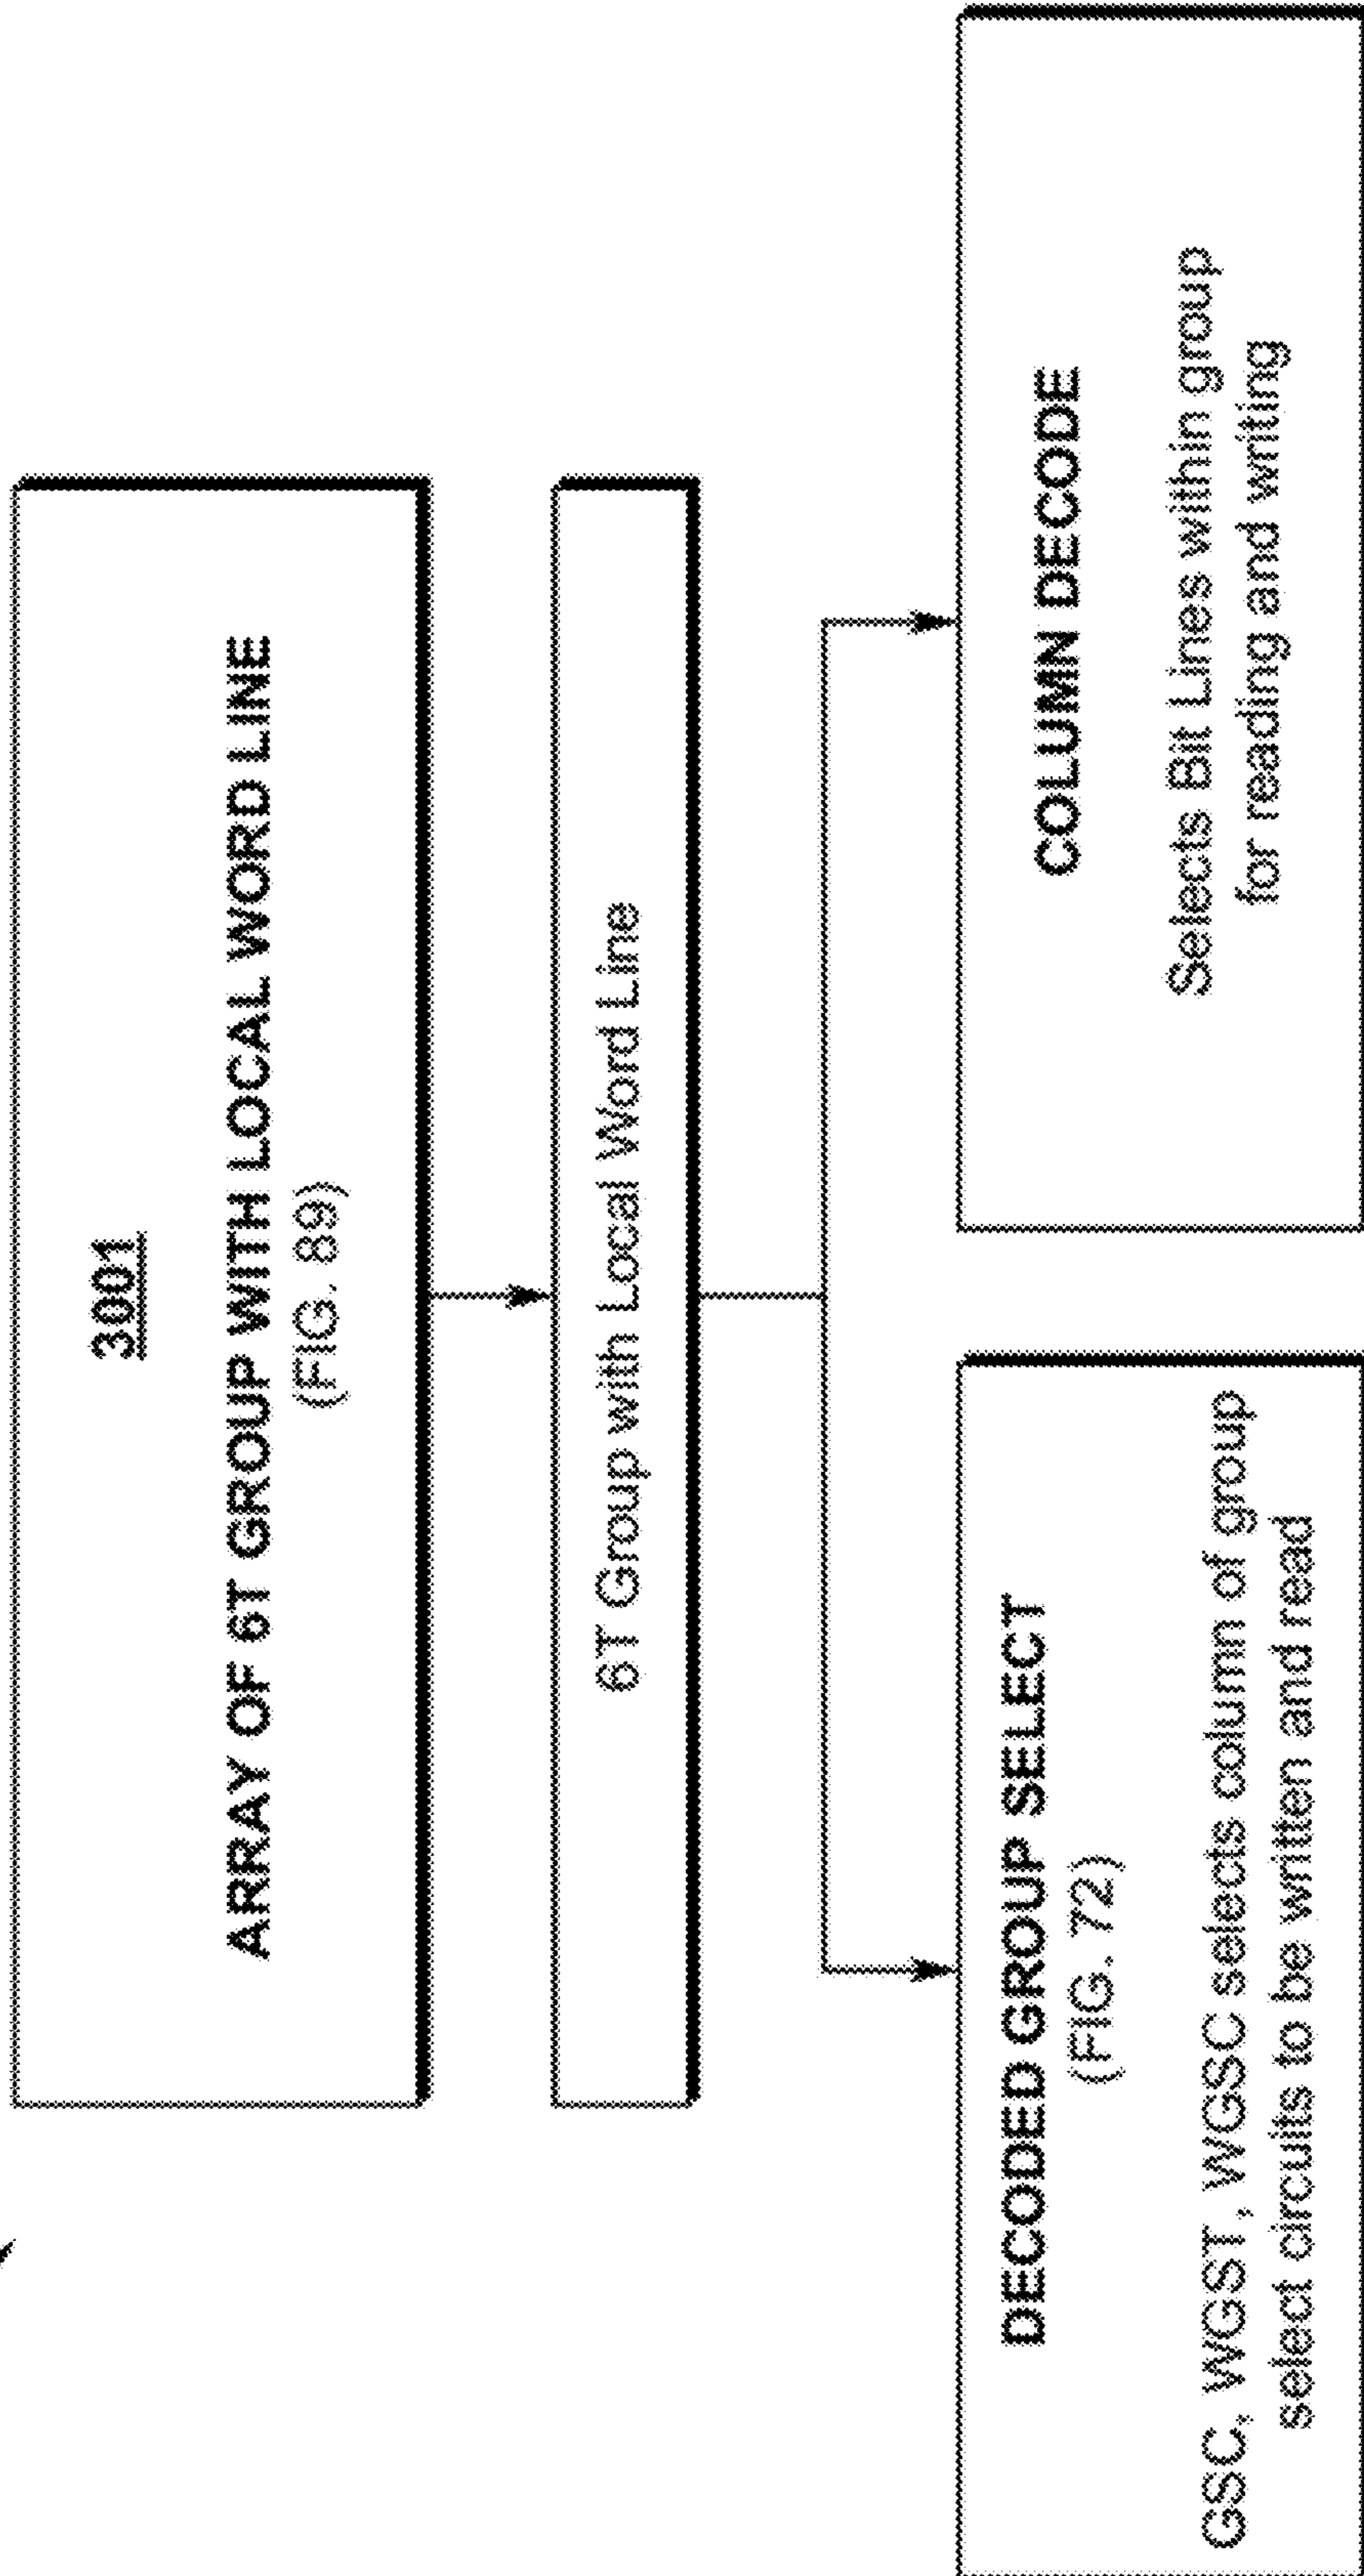 3001
ARRAY OF 6T GROUP WITH LOCAL WORD LINE
(FIG. 89)
6T Group with Local Word Line
DECODED GROUP SELECT
(FIG. 72)
GSC, WGST, WGSC selects column of group
select circuits to be written and read
COLUMN DECODE
Selects Bit Lines within group
for reading and writing